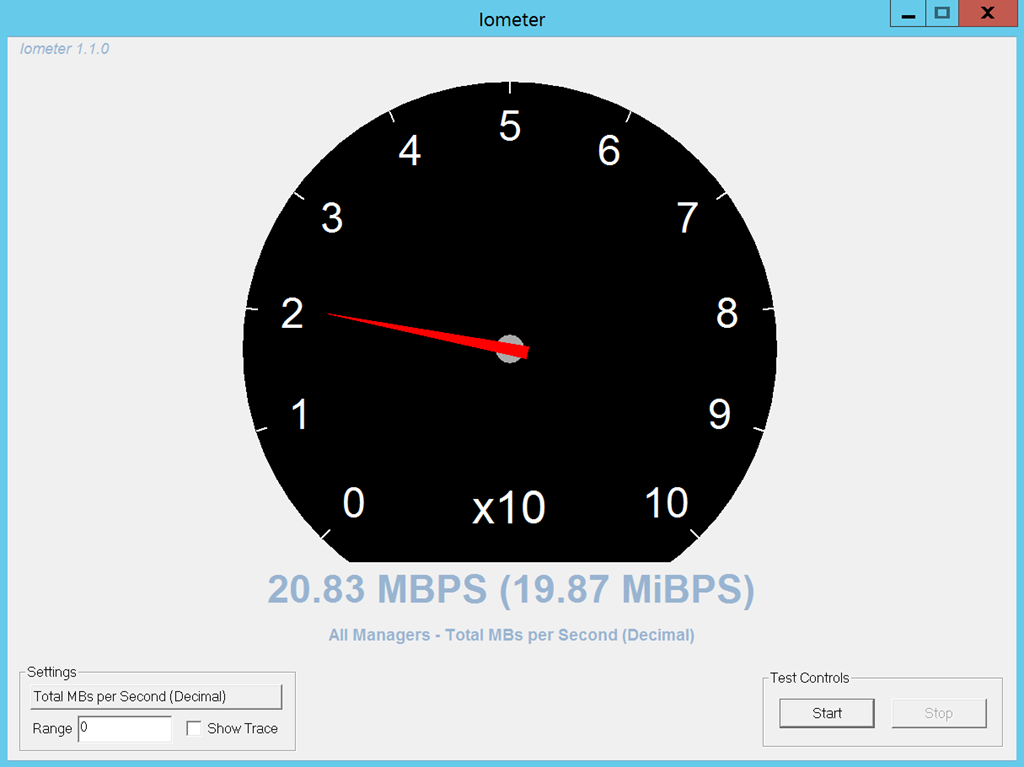 Iometer
Iometer 1.1.0
5
4
6
3
7
2
8
1
9
0
x10
10
20.83 MBPS (19.87 MiBPS)
All Managers - Total MBs per Second (Decimal)
Settings
Total MBs per Second (Decimal)
Range 0
Show Trace
Test Controls
Start
Stop